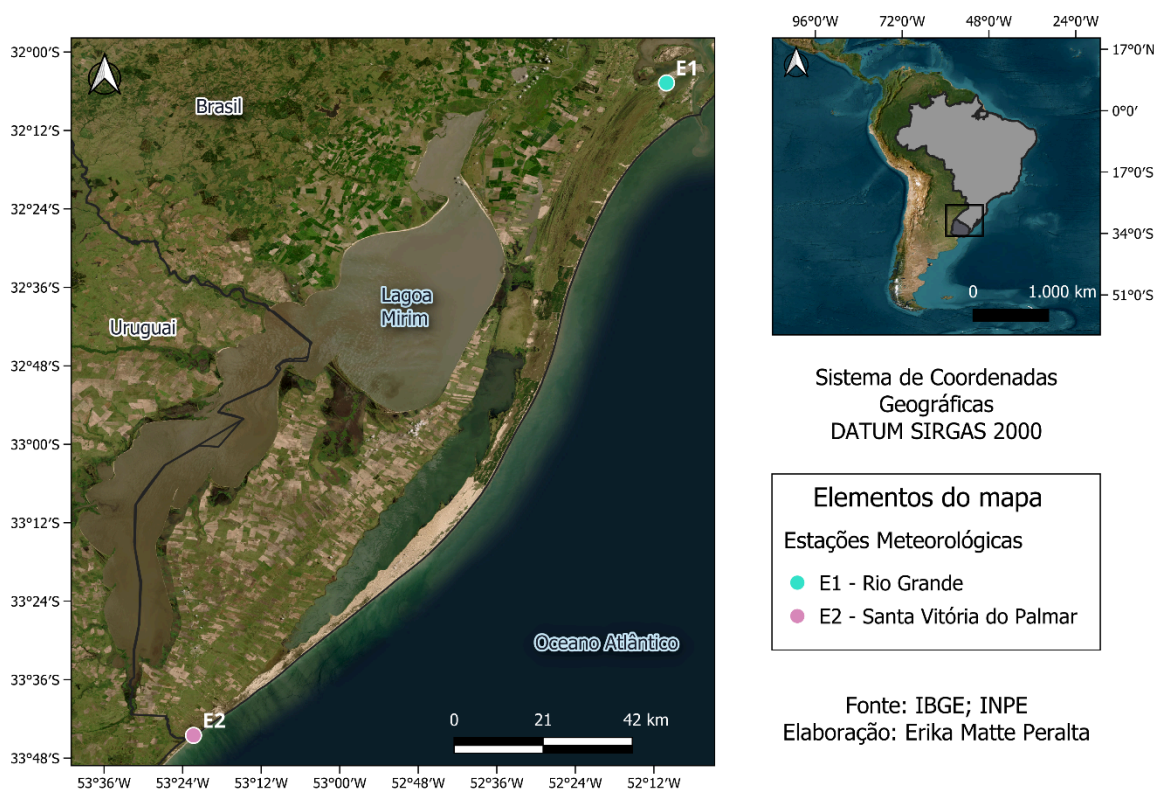 32°00'S
32°12'S
32°24'S
32°36'S
32°48'S
33°00'S
33°12'S
33°24'S
33°36'S
33°48'S
Brasil
E1
Lagoa
Mirim
Uruguai
Oceano Atlântico
E2
0 21 42 km
53°36'W 53°24'W 53°12'W 53°00'W 52°48'W 52°36'W 52°24'W 52°12'W
96°0'W 72°0'W 48°0'W 24°0'W
17°0'N
0°0'
17°0'S
34°0'S
51°0'S
0 1.000 km
Sistema de Coordenadas
Geográficas
DATUM SIRGAS 2000
Elementos do mapa
Estações Meteorológicas
E1 - Rio Grande
E2 - Santa Vitória do Palmar
Fonte: IBGE; INPE
Elaboração: Erika Matte Peralta